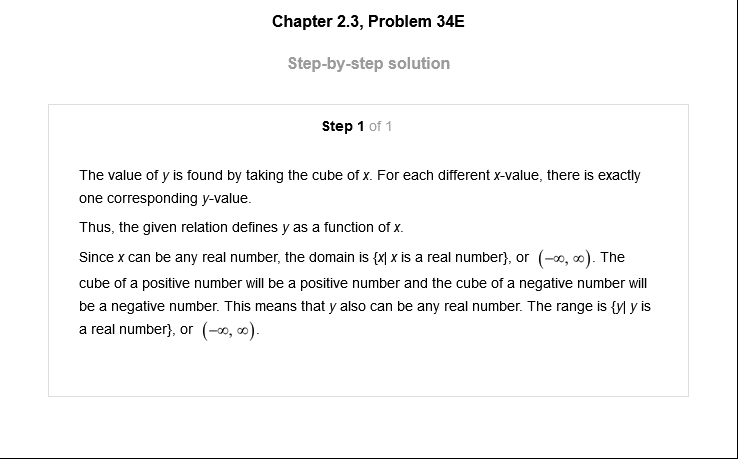 Chapter 2.3, Problem 34E
Step-by-step solution
Step 1 of 1
The value of y is found by taking the cube of x. For each different x-value, there is exactly
one corresponding y-value.
Thus, the given relation defines y as a function of x.
Since x can be any real number, the domain is {x| x is a real number}, or (−∞, ∞). The
cube of a positive number will be a positive number and the cube of a negative number will
be a negative number. This means that y also can be any real number. The range is {y| y is
a real number}, or (−∞, ∞).